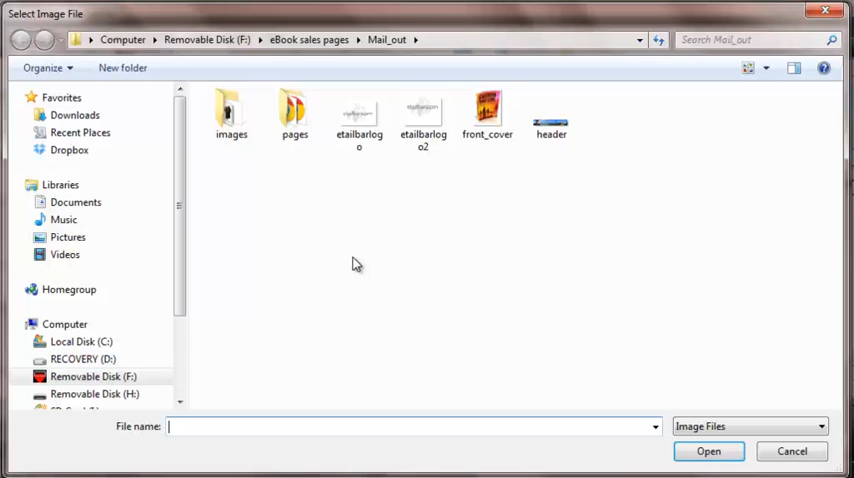 Select Image File
Computer ▸ Removable Disk (F:) ▸ eBook sales pages ▸ Mail_out ▸
Search Mail_out
Organize
New folder
Favorites
Downloads
Recent Places
Dropbox
Libraries
Documents
Music
Pictures
Videos
Homegroup
Computer
Local Disk (C:)
RECOVERY (D:)
Removable Disk (F:)
Removable Disk (H:)
images
pages
etailbarlog
o
etailbarlo
go2
front_cover
header
File name:
Image Files
Open
Cancel